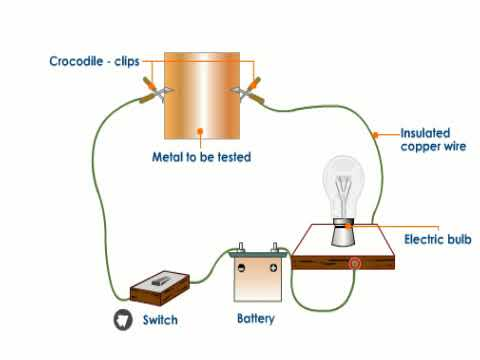 Crocodile - clips
Metal to be tested
Insulated
copper wire
Electric bulb
Switch
Battery